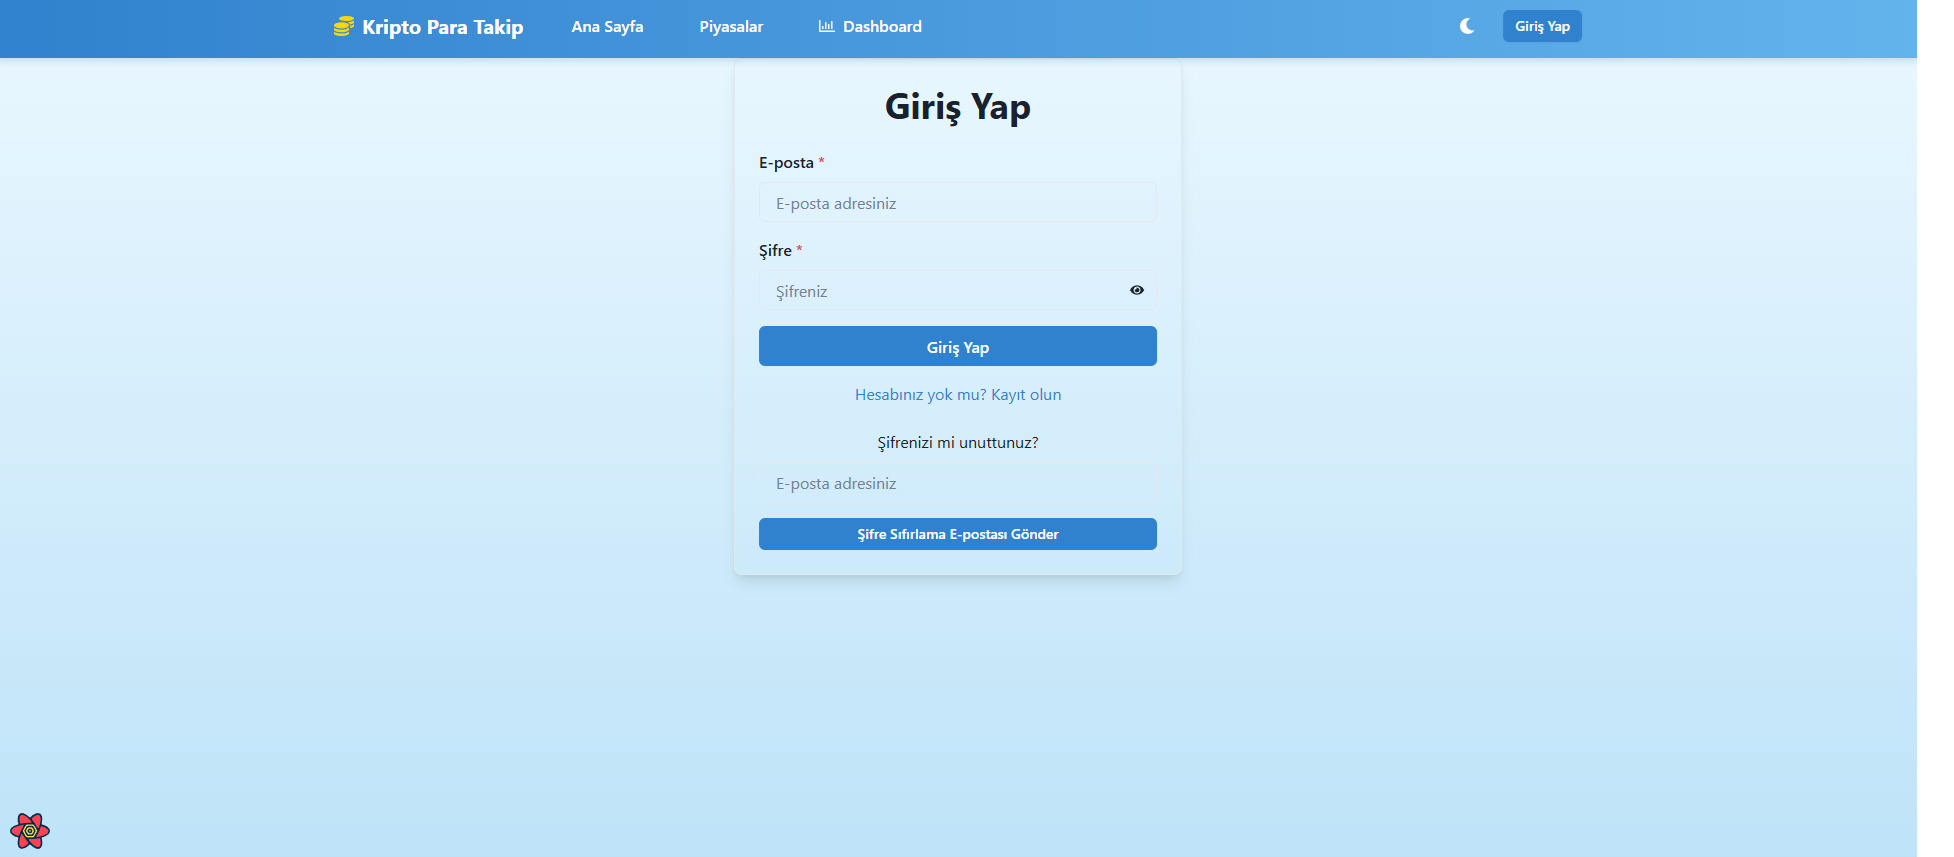 Kripto Para Takip Ana Sayfa Piyasalar Dashboard Giriş Yap
Giriş Yap
E-posta *
E-posta adresiniz
Şifre *
Şifreniz
Giriş Yap
Hesabınız yok mu? Kayıt olun
Şifrenizi mi unuttunuz?
E-posta adresiniz
Şifre Sıfırlama E-postası Gönder